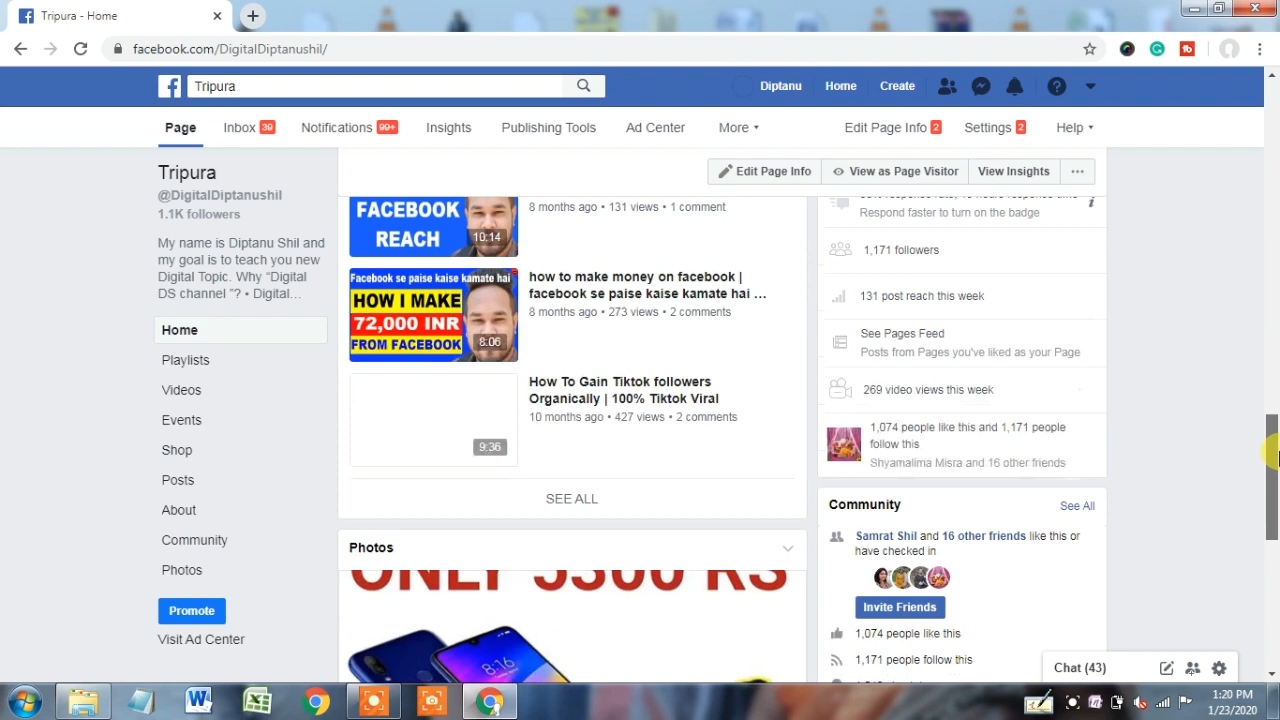 Tripura - Home
facebook.com/DigitalDiptanushil/
Tripura
Diptanu
Home
Create
Page
Inbox 39
Notifications 99+
Insights
Publishing Tools
Ad Center
More
Edit Page Info 2
Settings 2
Help
Tripura
@DigitalDiptanushil
1.1K followers
My name is Diptanu Shil and
my goal is to teach you new
Digital Topic. Why “Digital
DS channel ”? • Digital…
Home
Playlists
Videos
Events
Shop
Posts
About
Community
Photos
Promote
Visit Ad Center
Edit Page Info
View as Page Visitor
View Insights
FACEBOOK
REACH
10:14
8 months ago • 131 views • 1 comment
Facebook se paise kaise kamate hai
HOW I MAKE
72,000 INR
FROM FACEBOOK
8:06
how to make money on facebook |
facebook se paise kaise kamate hai ...
8 months ago • 273 views • 2 comments
9:36
How To Gain Tiktok followers
Organically | 100% Tiktok Viral
10 months ago • 427 views • 2 comments
SEE ALL
Photos
ONLY 5300 RS
8:16
Respond faster to turn on the badge
1,171 followers
131 post reach this week
See Pages Feed
Posts from Pages you've liked as your Page
269 video views this week
1,074 people like this and 1,171 people
follow this
Shyamalima Misra and 16 other friends
Community
See All
Samrat Shil and 16 other friends like this or
have checked in
Invite Friends
1,074 people like this
1,171 people follow this
Chat (43)
1:20 PM
1/23/2020